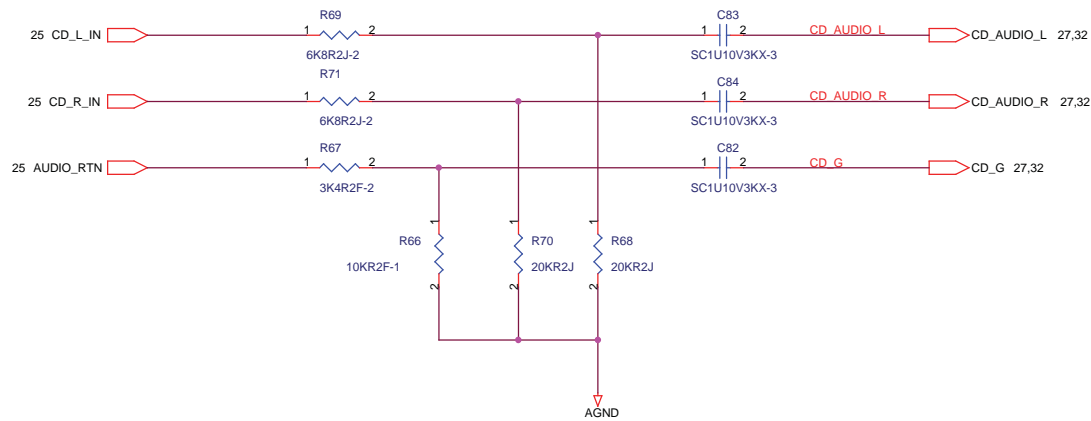 R69
C83
25 CD_L_IN 1 2 1 2 CD_AUDIO_L CD_AUDIO_L 27,32
6K8R2J-2
SC1U10V3KX-3
R71
C84
25 CD_R_IN 1 2 1 2 CD_AUDIO_R CD_AUDIO_R 27,32
6K8R2J-2
SC1U10V3KX-3
R67
C82
25 AUDIO_RTN 1 2 1 2 CD_G CD_G 27,32
3K4R2F-2
SC1U10V3KX-3
1 1 1
R66 R70 R68
10KR2F-1 20KR2J 20KR2J
2 2 2
AGND